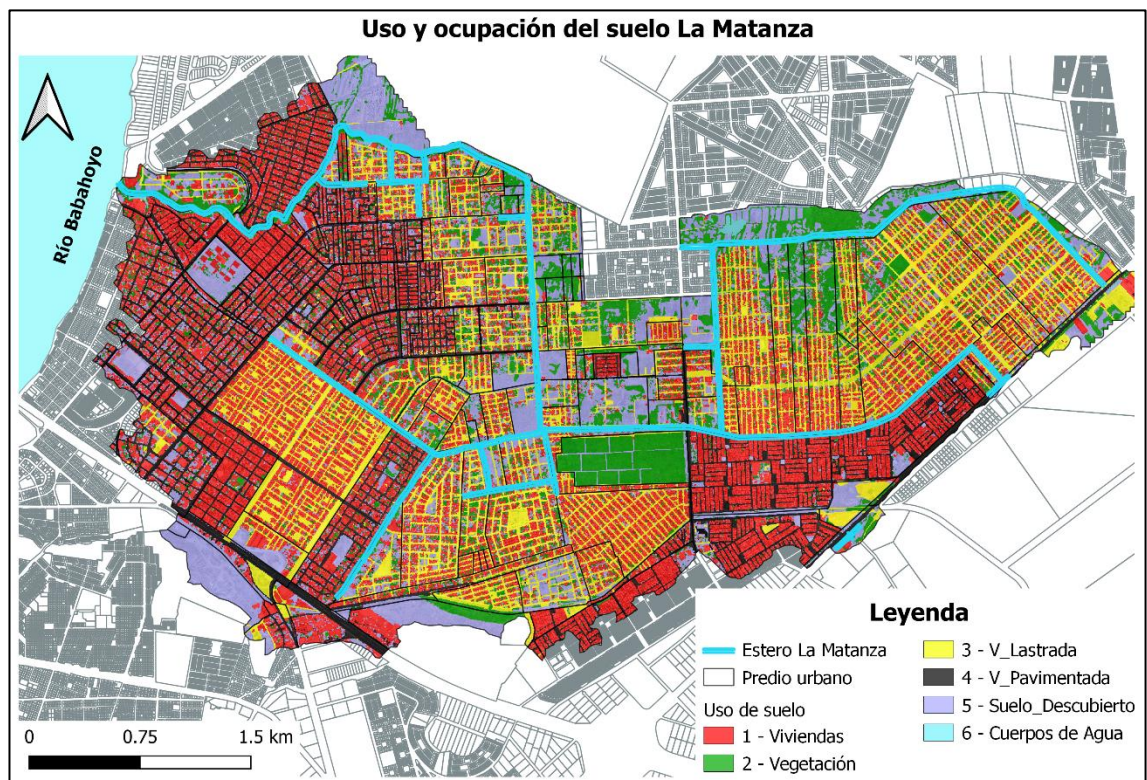 Uso y ocupación del suelo La Matanza
Río Babahoyo
0 0.75 1.5 km
Leyenda
Estero La Matanza
Predio urbano
Uso de suelo
1 - Viviendas
2 - Vegetación
3 - V_Lastrada
4 - V_Pavimentada
5 - Suelo_Descubierto
6 - Cuerpos de Agua